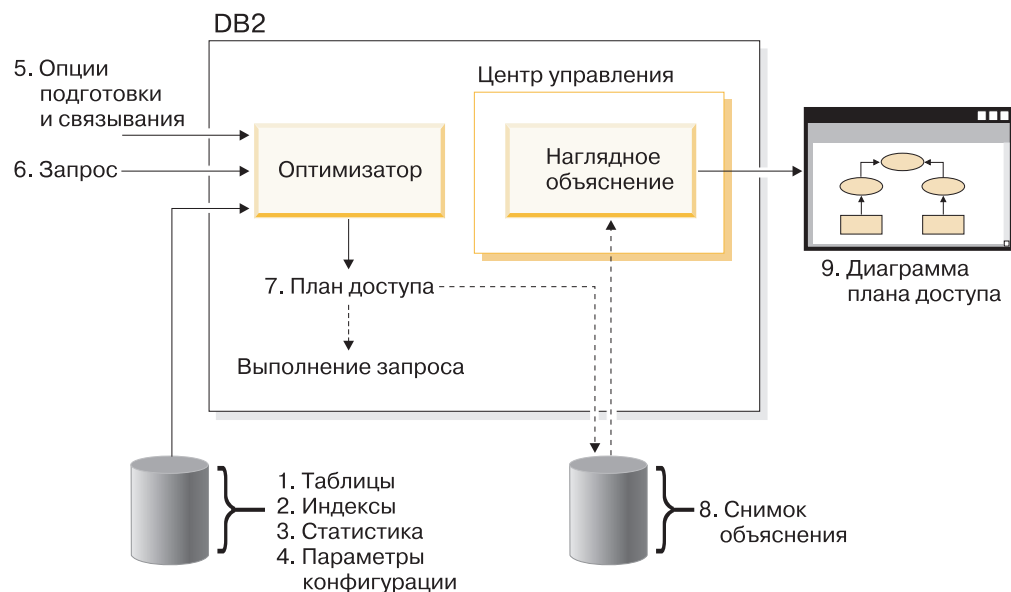 DB2
5. Опции
подготовки
и связывания
6. Запрос
Центр управления
Оптимизатор
Наглядное
объяснение
7. План доступа
Выполнение запроса
9. Диаграмма
плана доступа
1. Таблицы
2. Индексы
3. Статистика
4. Параметры
конфигурации
8. Снимок
объяснения